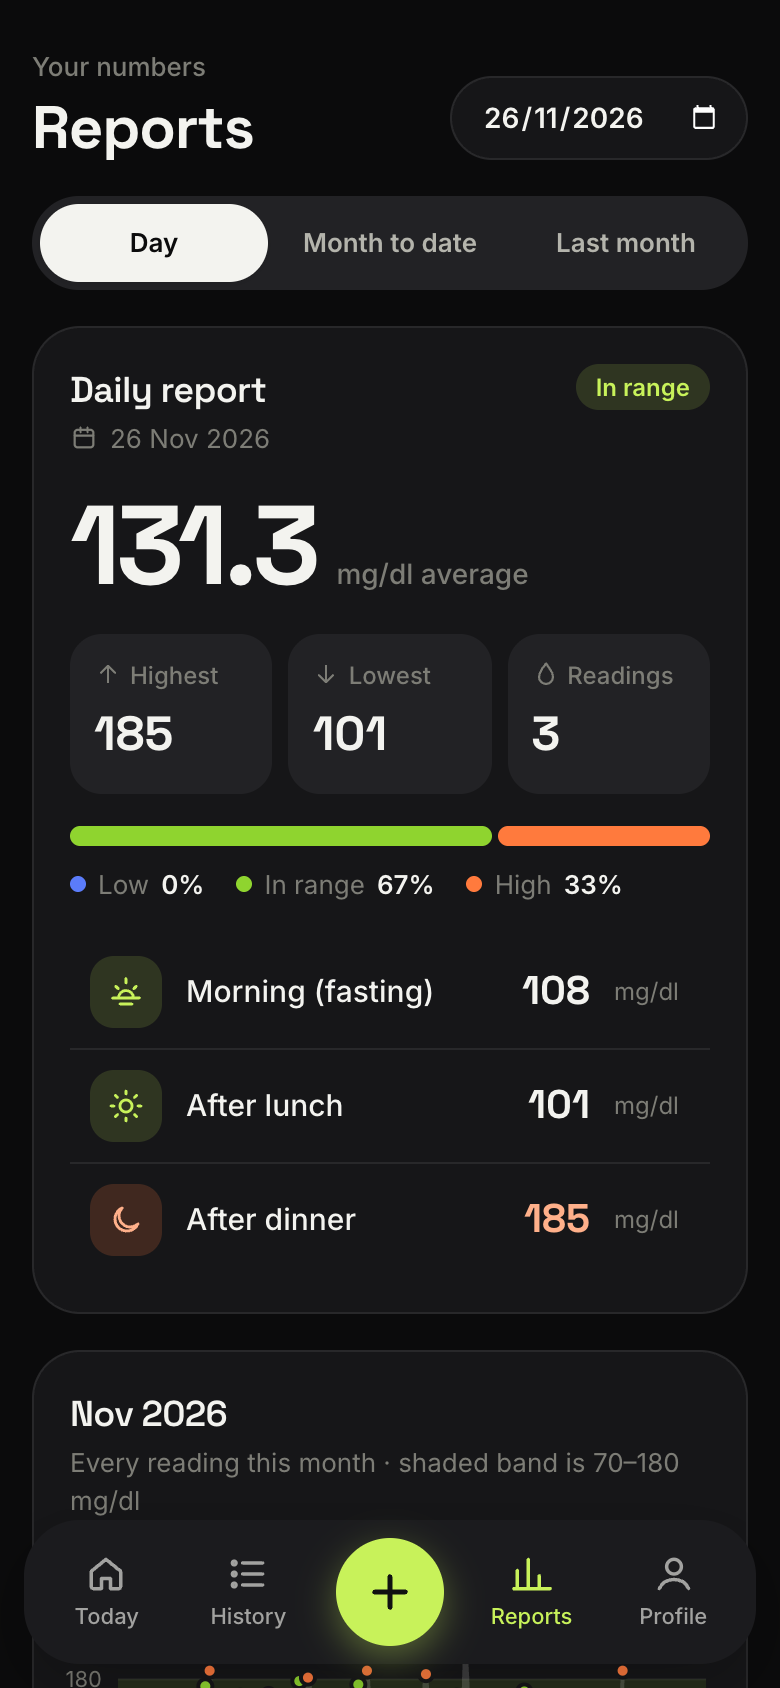 Your numbers
Reports
26/11/2026
Day
Month to date
Last month
Daily report
In range
26 Nov 2026
131.3 mg/dl average
Highest
185
Lowest
101
Readings
3
Low 0%
In range 67%
High 33%
Morning (fasting) 108 mg/dl
After lunch 101 mg/dl
After dinner 185 mg/dl
Nov 2026
Every reading this month · shaded band is 70–180
mg/dl
Today
History
Reports
Profile
180